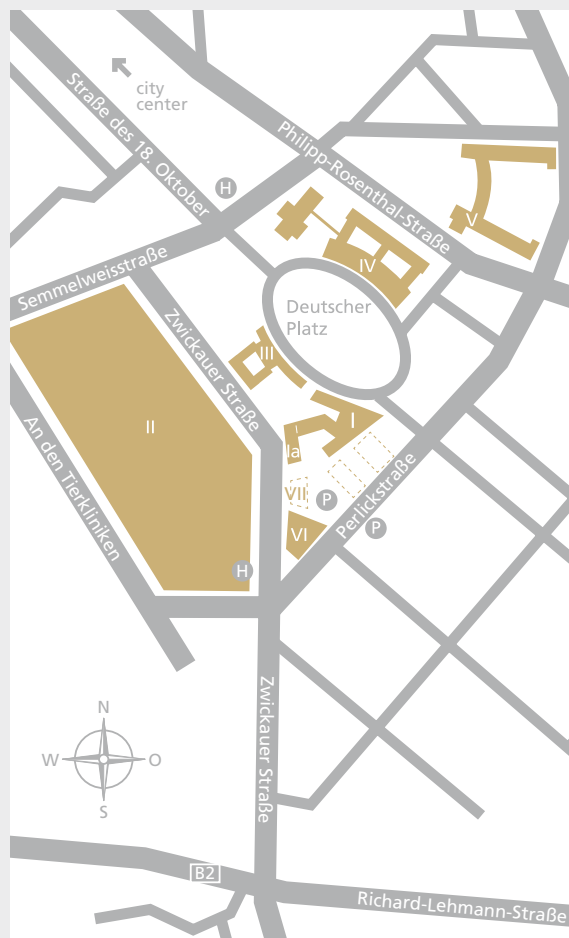 city
center
Straße des 18. Oktober
Philipp-Rosenthal-Straße
H
V
Semmelweisstraße
IV
Deutscher
Platz
Zwickauer Straße
III
I
II
Ia
An den Tierkliniken
VII
P
Perlickstraße
P
VI
H
Zwickauer Straße
N
W
O
S
B2
Richard-Lehmann-Straße